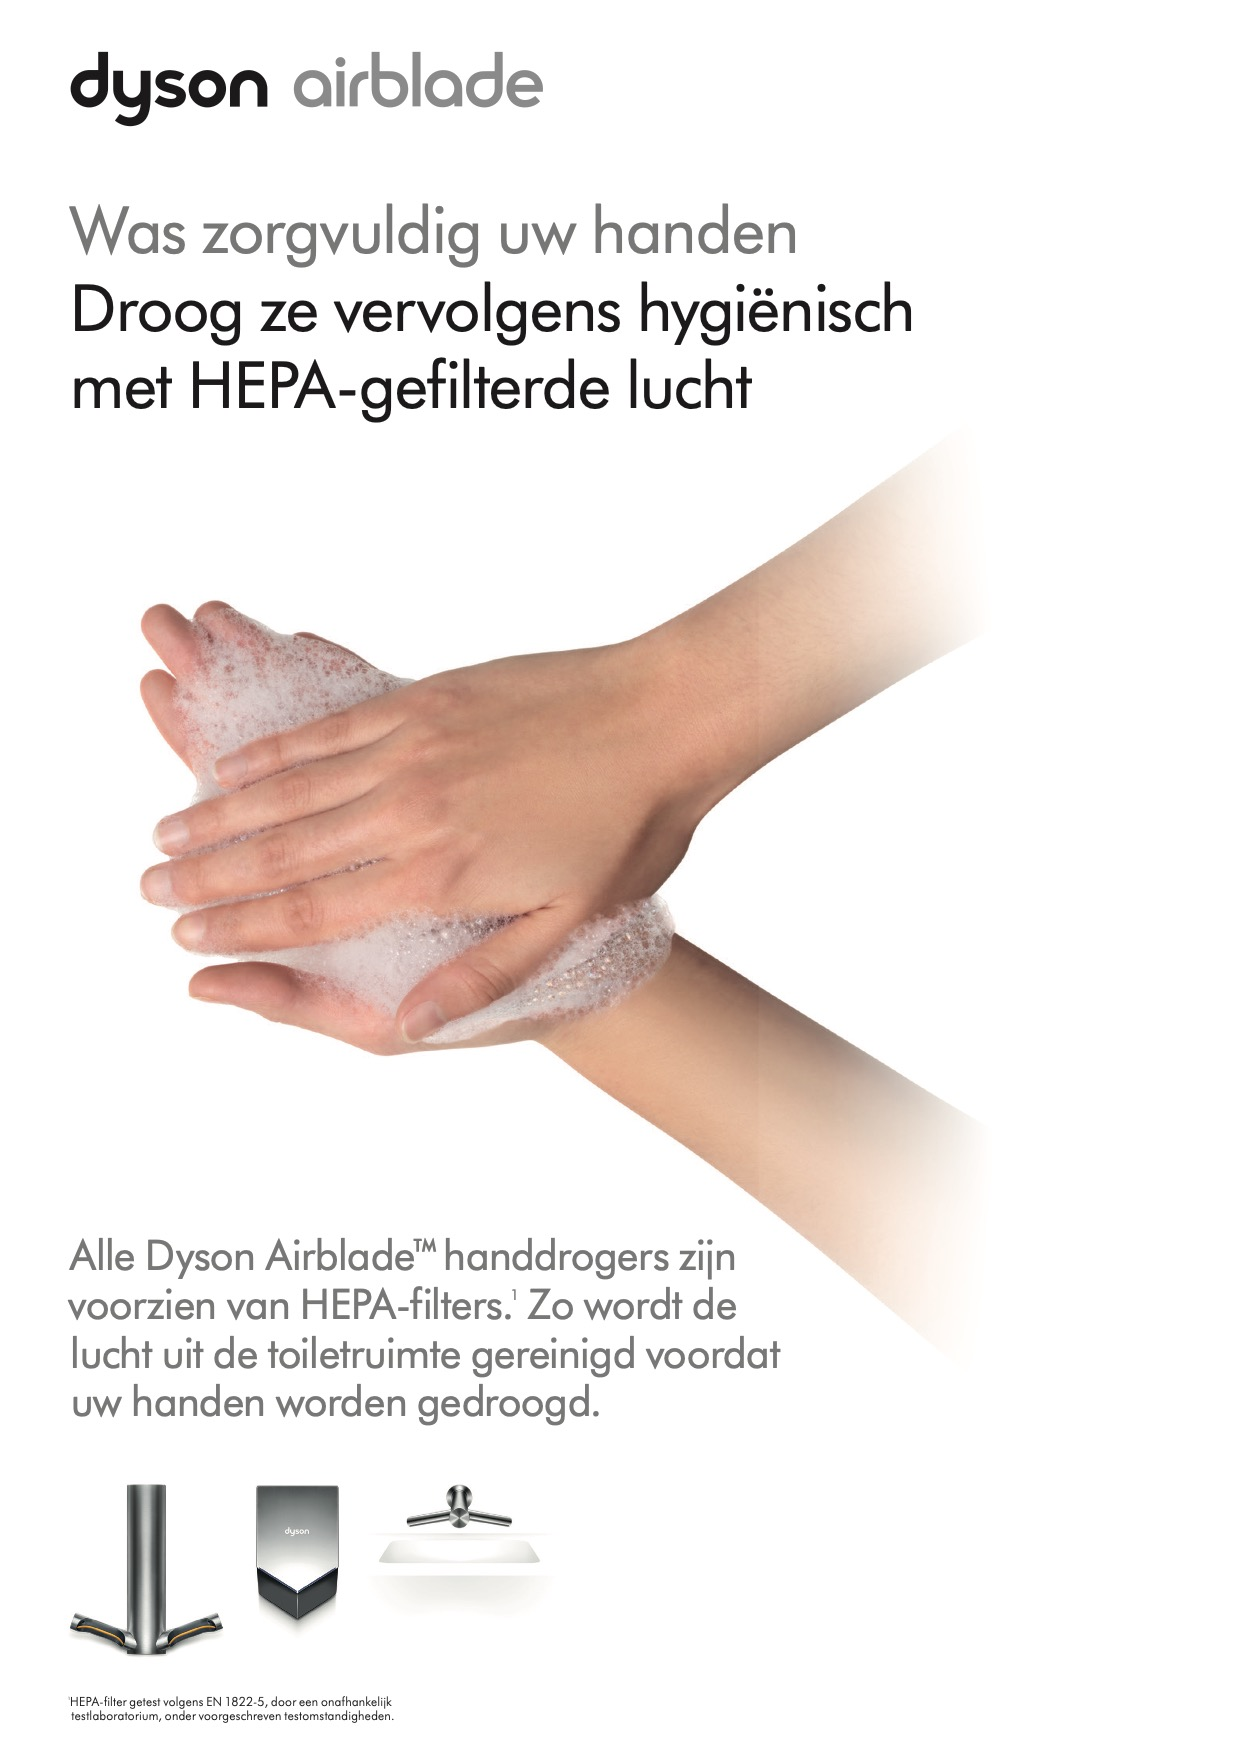 dyson airblade
Was zorgvuldig uw handen
Droog ze vervolgens hygiënisch
met HEPA-gefilterde lucht
Alle Dyson Airblade™ handdrogers zijn
voorzien van HEPA-filters.¹ Zo wordt de
lucht uit de toiletruimte gereinigd voordat
uw handen worden gedroogd.
dyson
¹HEPA-filter getest volgens EN 1822-5, door een onafhankelijk
testlaboratorium, onder voorgeschreven testomstandigheden.